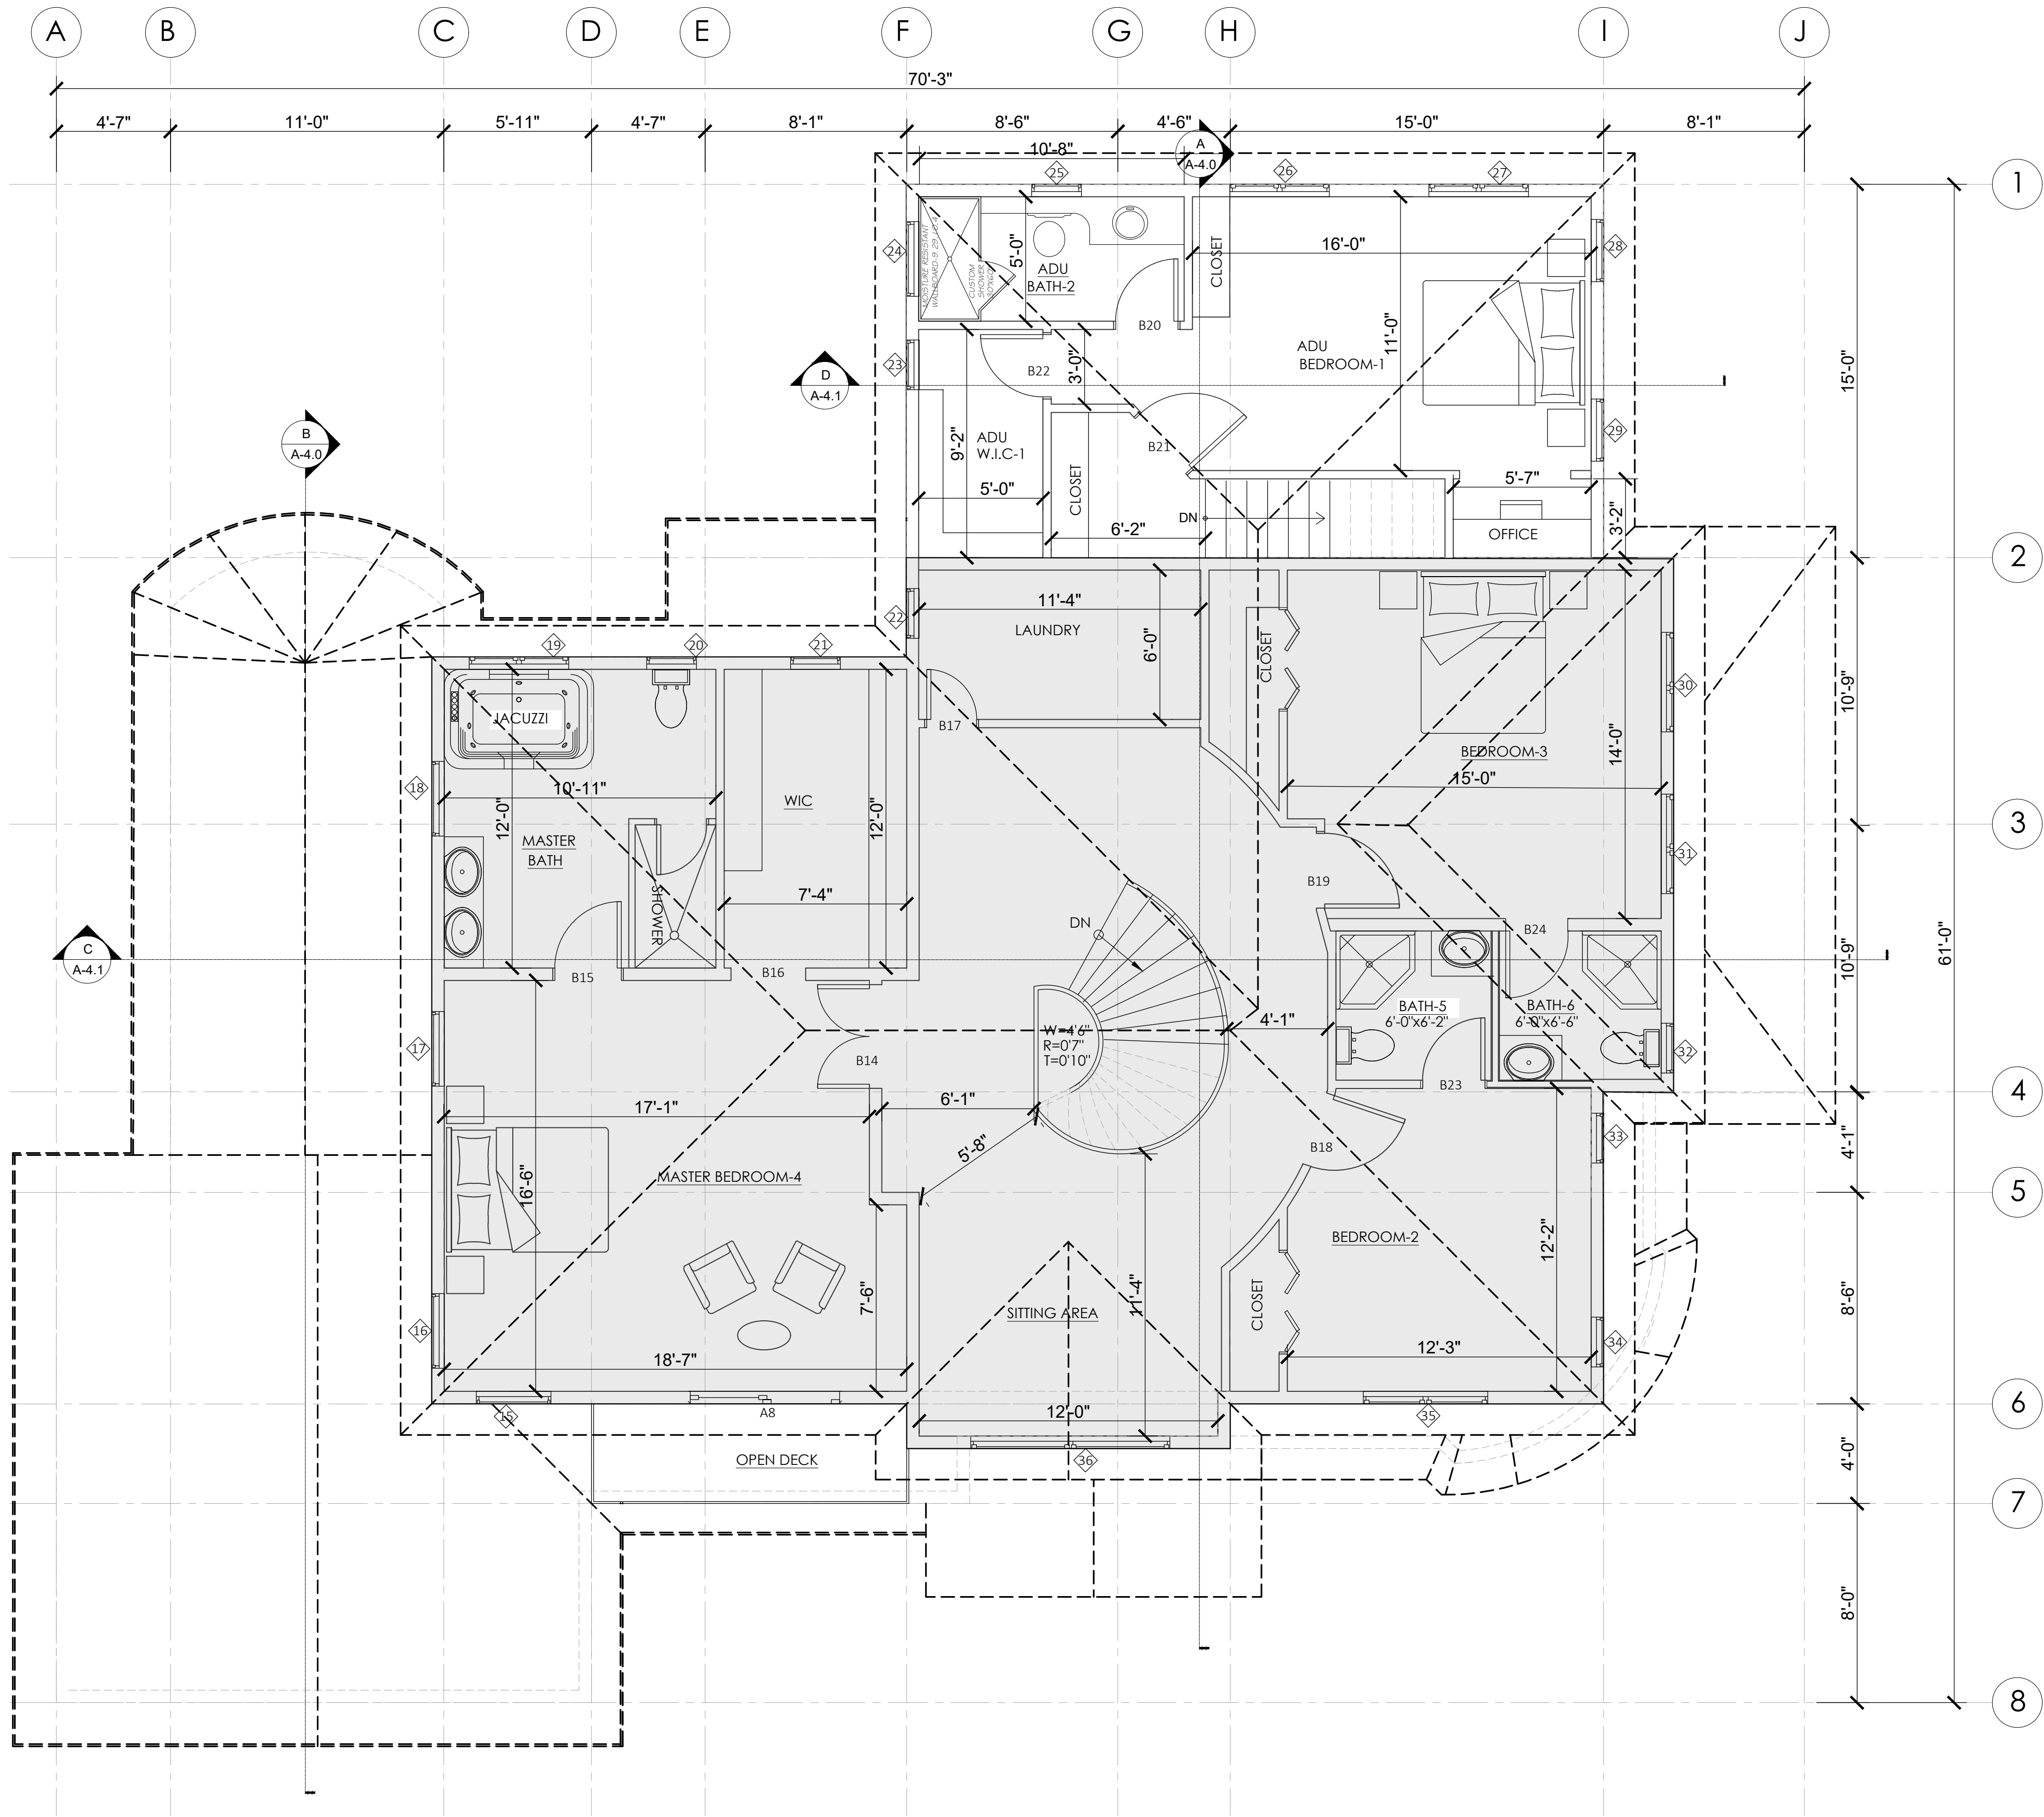 A B C D E F G H I J
70'-3"
4'-7" 11'-0" 5'-11" 4'-7" 8'-1" 8'-6" 4'-6" 15'-0" 8'-1"
10'-8"
A
A-4.0
25 26 27
1
24
MOISTURE RESISTANT
WALLBOARD-9.29 I.O.4
CUSTOM
SHOWER
5'-0"
ADU
BATH-2
CLOSET
16'-0"
28
B20
11'-0"
ADU
BEDROOM-1
15'-0"
23
B22
3'-0"
D
A-4.1
B
A-4.0
9'-2"
ADU
W.I.C-1
B21
29
5'-0"
CLOSET
5'-7"
DN
6'-2"
OFFICE
3'-2"
2
22
11'-4"
LAUNDRY
6'-0"
CLOSET
19 20 21
JACUZZI
B17
30
10'-9"
BEDROOM-3
14'-0"
15'-0"
18
10'-11"
12'-0"
WIC
12'-0"
3
MASTER
BATH
31
7'-4"
SHOWER
B19
DN
C
A-4.1
B15
B16
B24
P
10'-9"
61'-0"
BATH-5
6'-0"x6'-2"
BATH-6
6'-0"x6'-6"
4'-1"
W=4'6"
R=0'7"
T=0'10"
17
B14
32
B23
4
17'-1"
6'-1"
5'-8"
B18
33
4'-1"
16'-6"
MASTER BEDROOM-4
5
BEDROOM-2
12'-2"
7'-6"
11'-4"
SITTING AREA
CLOSET
8'-6"
16
34
18'-7"
12'-3"
15
A8
12'-0"
35
6
OPEN DECK
36
4'-0"
7
8'-0"
8